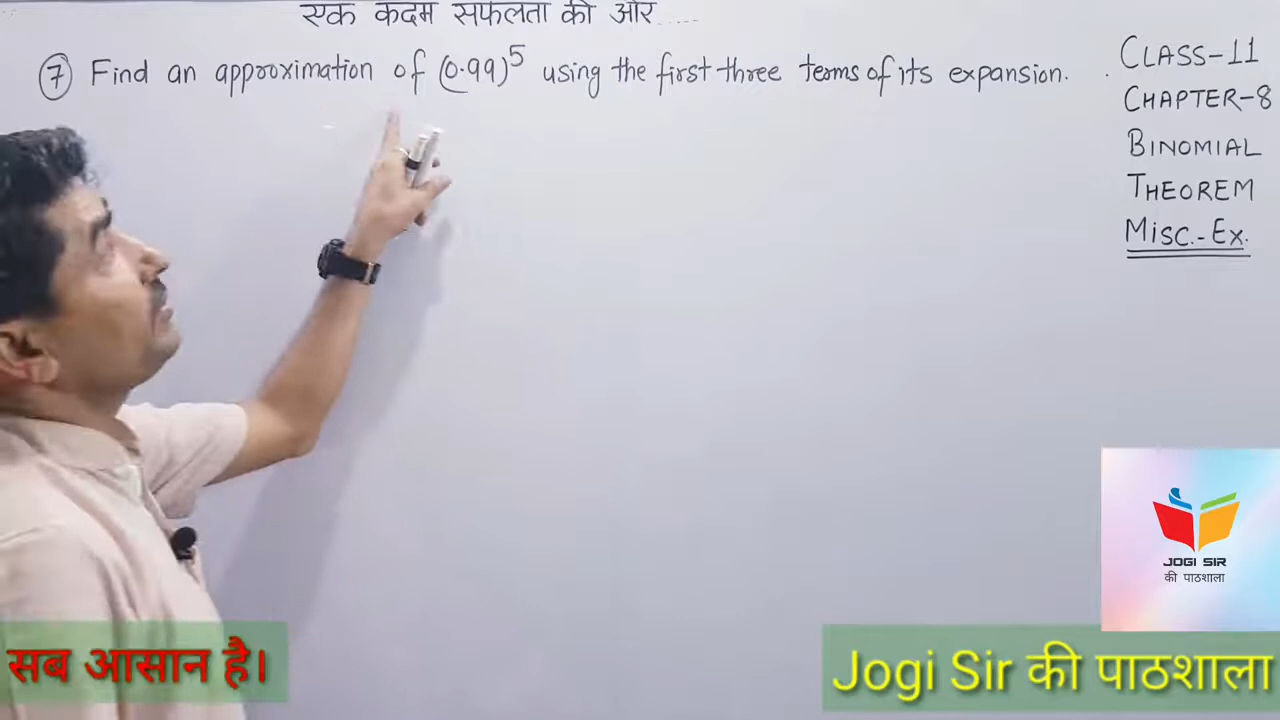 एक कदम सफलता की ओर.....
⑦ Find an approximation of (0.99)^5 using the first three terms of its expansion.
CLASS-11
CHAPTER-8
BINOMIAL
THEOREM
MISC.-EX.
JOGI SIR
की पाठशाला
सब आसान है।
Jogi Sir की पाठशाला